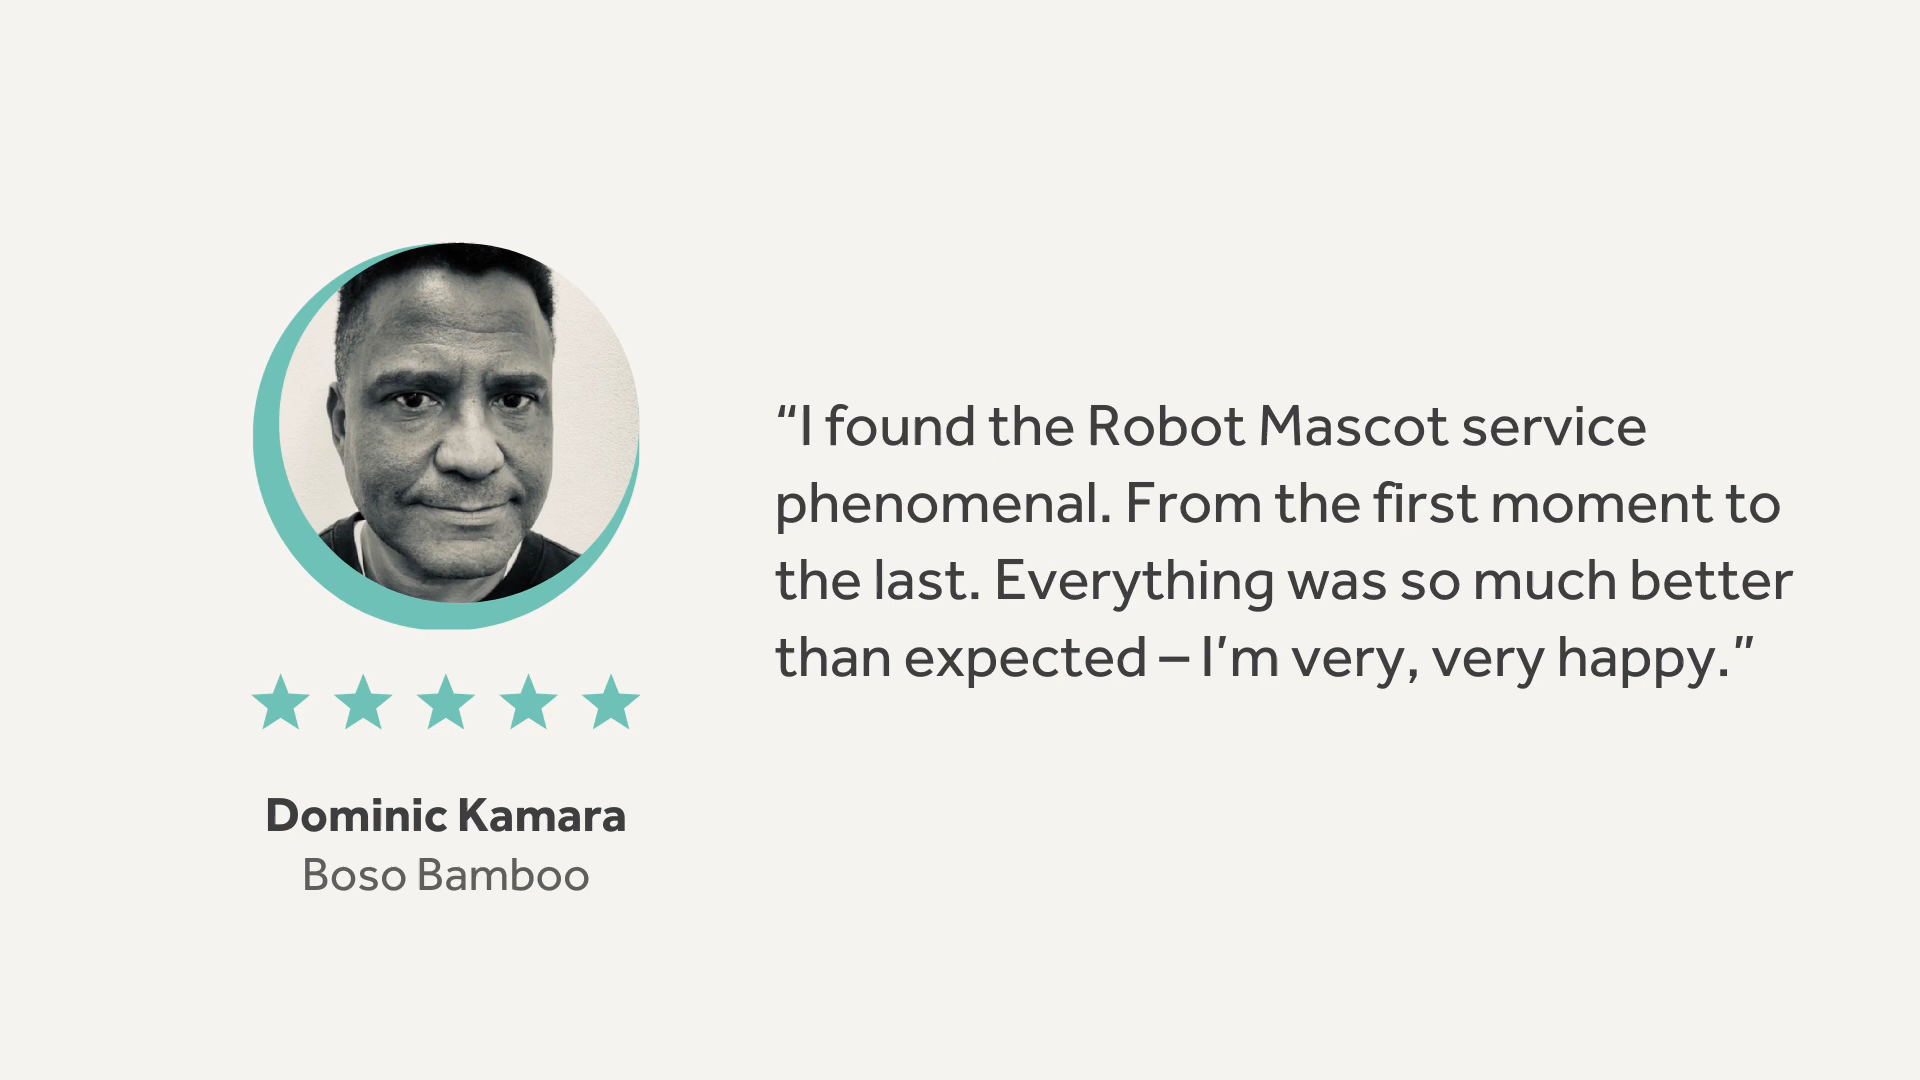 “I found the Robot Mascot service
phenomenal. From the first moment to
the last. Everything was so much better
than expected – I’m very, very happy.”
Dominic Kamara
Boso Bamboo